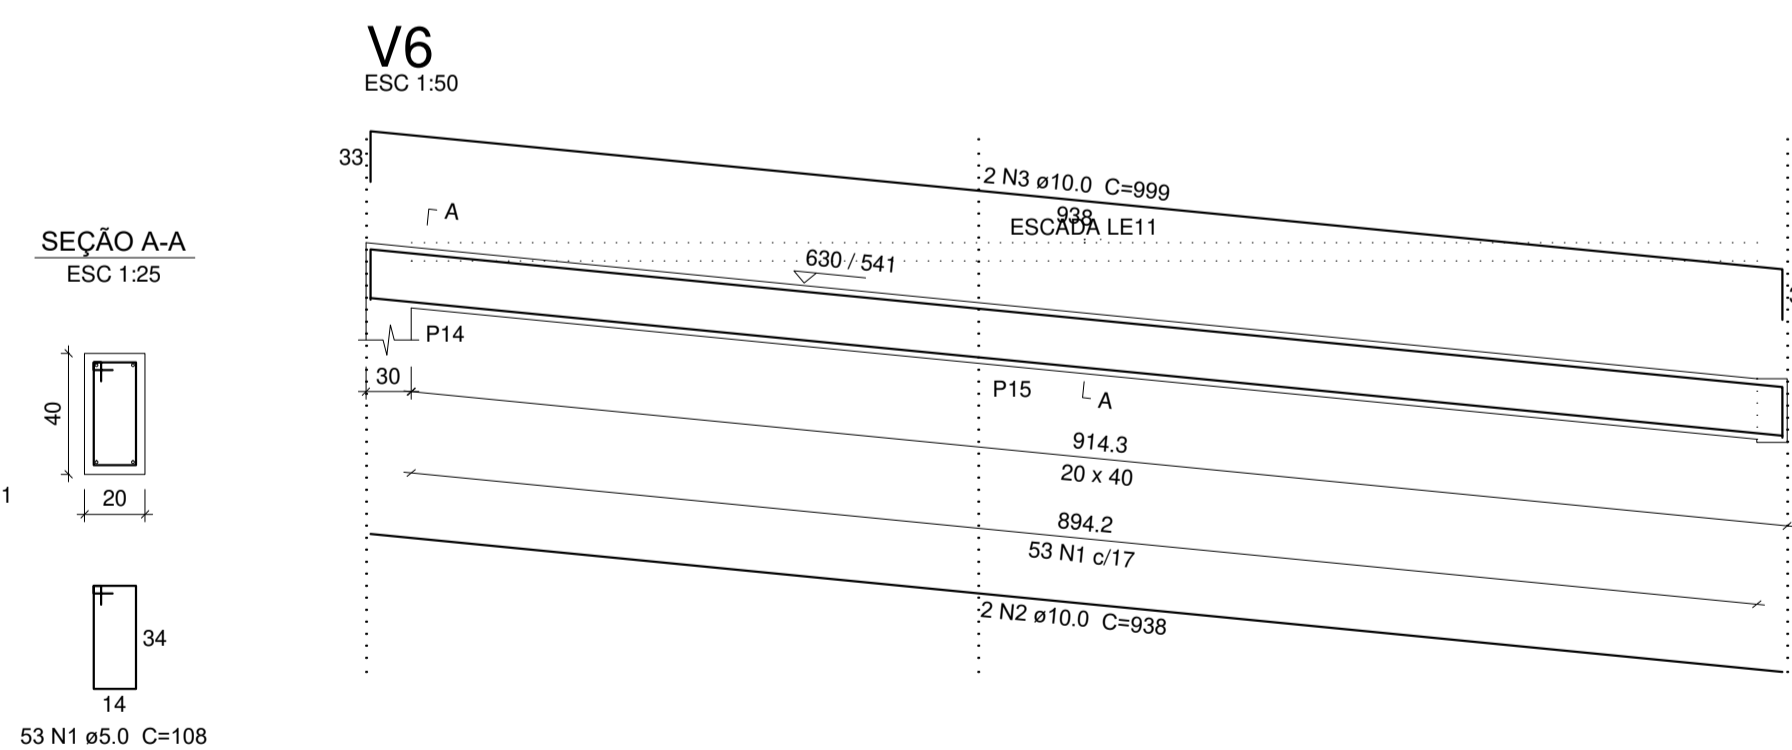 V6
ESC 1:50
33
2 N3 ø10.0 C=999
938
ESCADA LE11
A
630 / 541
P14
30
P15
A
914.3
20 x 40
894.2
53 N1 c/17
2 N2 ø10.0 C=938
SEÇÃO A-A
ESC 1:25
40
20
1
34
14
53 N1 ø5.0 C=108